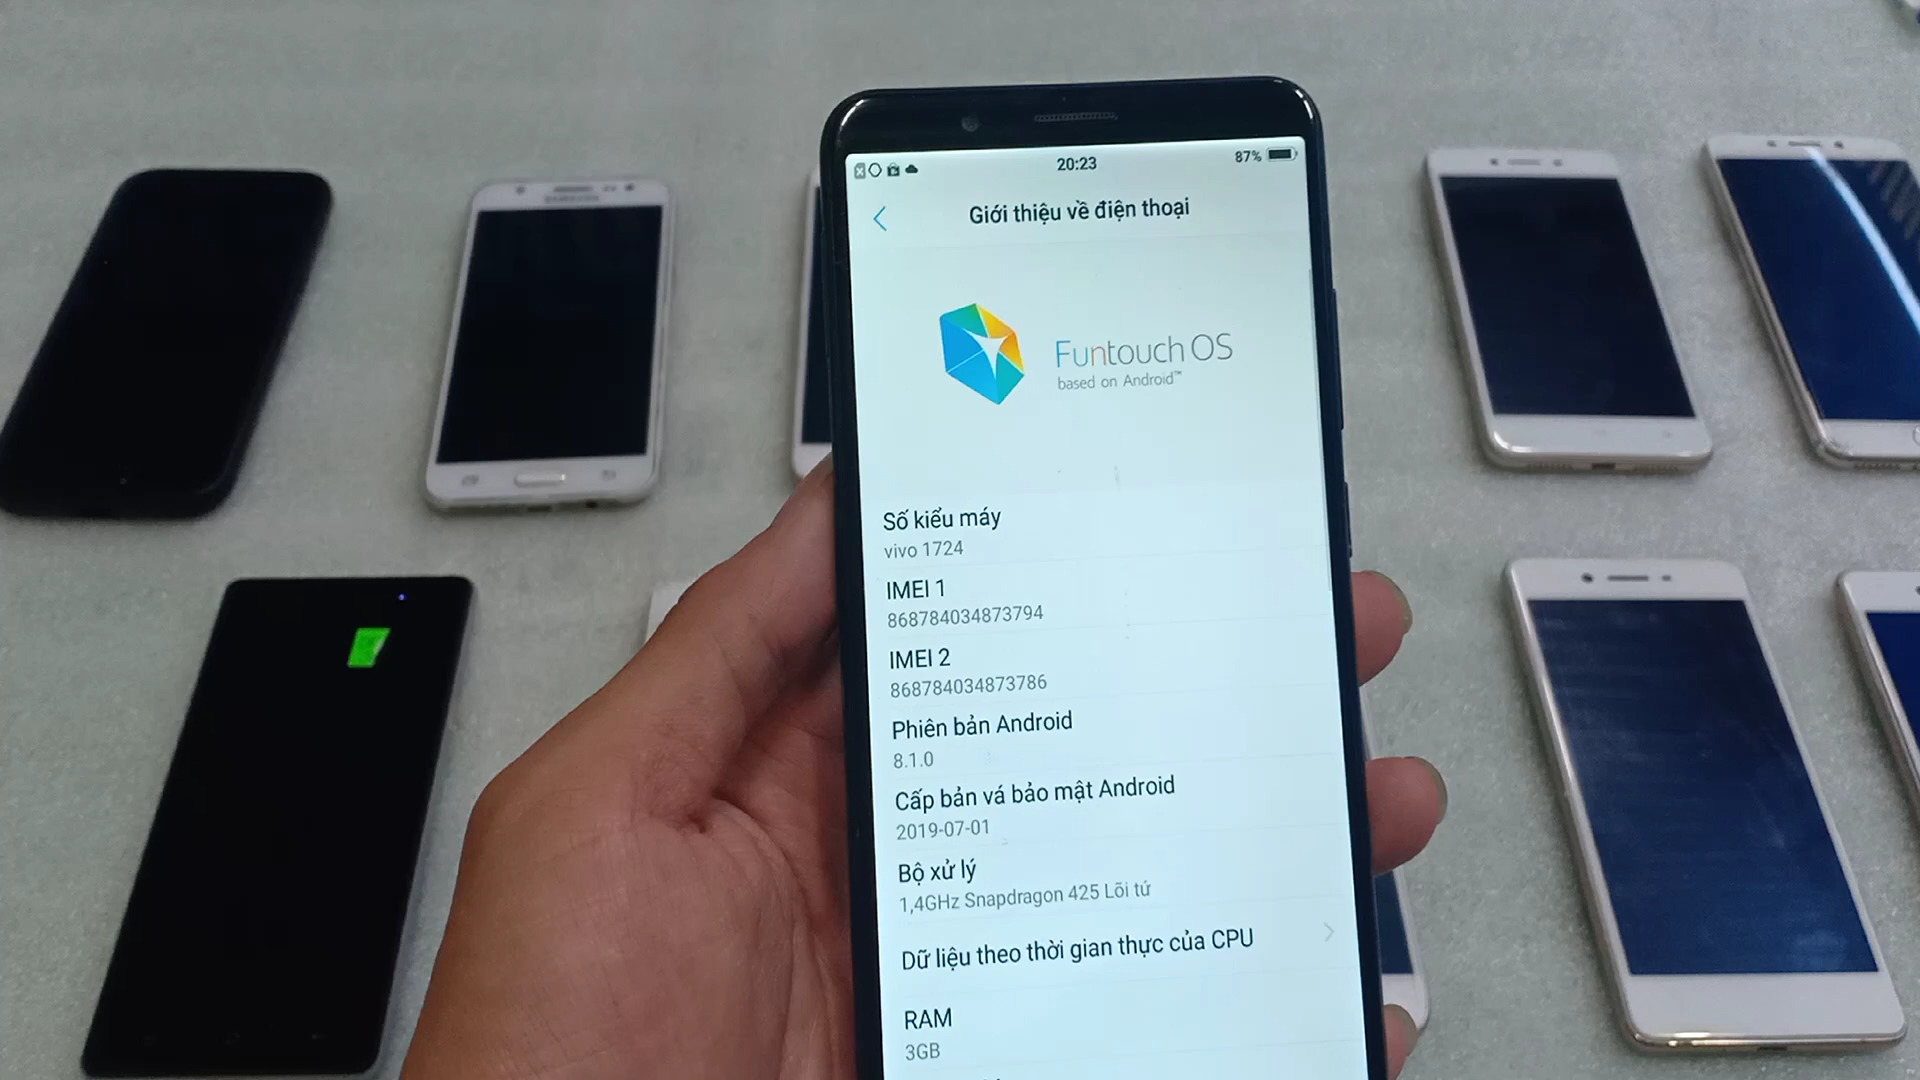 SAMSUNG
20:23
87%
Giới thiệu về điện thoại
Funtouch OS
based on Android™
Số kiểu máy
vivo 1724
IMEI 1
868784034873794
IMEI 2
868784034873786
Phiên bản Android
8.1.0
Cấp bản vá bảo mật Android
2019-07-01
Bộ xử lý
1,4GHz Snapdragon 425 Lõi tứ
Dữ liệu theo thời gian thực của CPU
RAM
3GB